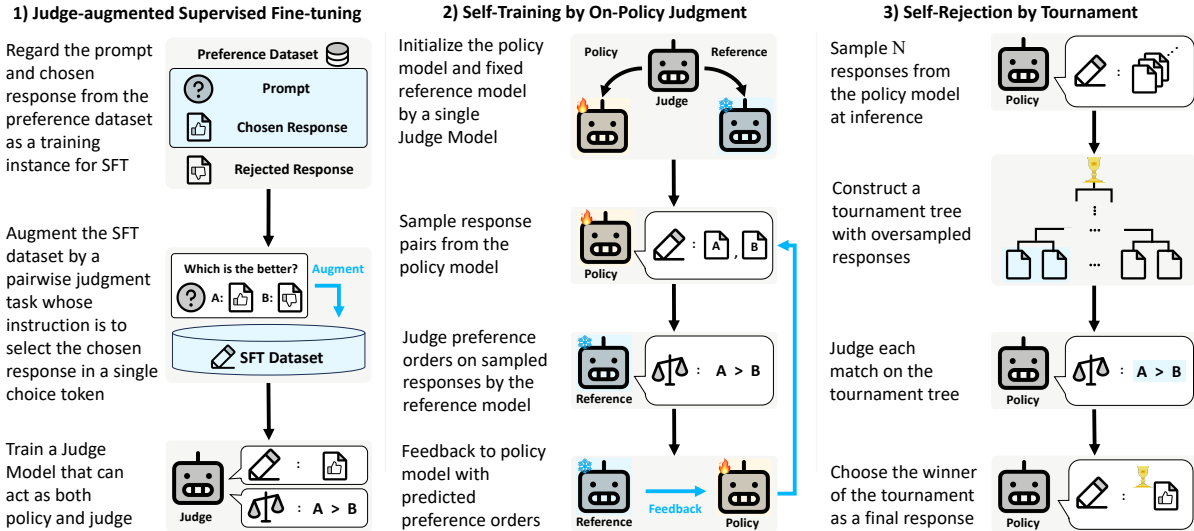 1) Judge-augmented Supervised Fine-tuning
Regard the prompt
and chosen
response from the
preference dataset
as a training
instance for SFT
Preference Dataset
Prompt
Chosen Response
Rejected Response
Augment the SFT
dataset by a
pairwise judgment
task whose
instruction is to
select the chosen
response in a single
choice token
Which is the better?
A:
B:
Augment
SFT Dataset
Train a Judge
Model that can
act as both
policy and judge
Judge
:
: A > B
2) Self-Training by On-Policy Judgment
Initialize the policy
model and fixed
reference model
by a single
Judge Model
Policy
Reference
Judge
Sample response
pairs from the
policy model
Policy
: A , B
Judge preference
orders on sampled
responses by the
reference model
Reference
: A > B
Feedback to policy
model with
predicted
preference orders
Reference
Feedback
Policy
3) Self-Rejection by Tournament
Sample N
responses from
the policy model
at inference
Policy
:
Construct a
tournament tree
with oversampled
responses
...
...
...
Judge each
match on the
tournament tree
Policy
: A > B
Choose the winner
of the tournament
as a final response
Policy
: